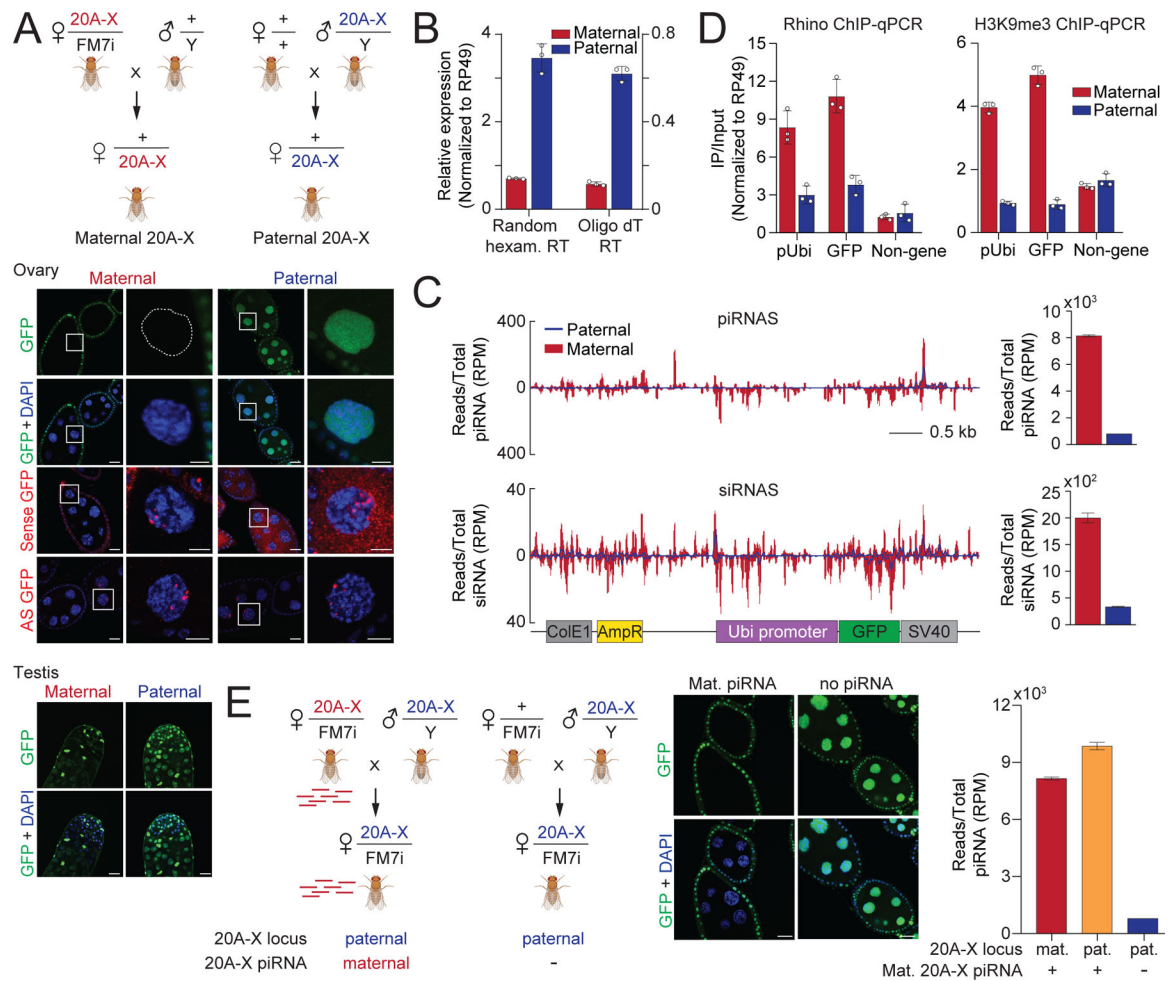 A
♀ 20A-X
FM7i
♂ +
Y
♀ +
+
♂ 20A-X
Y
x
x
♀ +
20A-X
♀ +
20A-X
Maternal 20A-X
Paternal 20A-X
Ovary
Maternal
Paternal
GFP
GFP + DAPI
Sense GFP
AS GFP
Testis
Maternal
Paternal
GFP
GFP + DAPI
B
Maternal
Paternal
Relative expression
(Normalized to RP49)
4
2
0
0.8
0.4
0
Random
hexam. RT
Oligo dT
RT
D
Rhino ChIP-qPCR
H3K9me3 ChIP-qPCR
IP/Input
(Normalized to RP49)
15
12
9
6
3
0
pUbi
GFP
Non-gene
6
4
2
0
Maternal
Paternal
pUbi
GFP
Non-gene
C
piRNAS
Paternal
Maternal
Reads/Total
piRNA (RPM)
400
0
400
0.5 kb
×10³
Reads/Total
piRNA (RPM)
10
8
6
4
2
0
siRNAS
Reads/Total
siRNA (RPM)
40
0
40
ColE1
AmpR
Ubi promoter
GFP
SV40
×10²
Reads/Total
siRNA (RPM)
25
20
15
10
5
0
E
♀ 20A-X
FM7i
♂ 20A-X
Y
♀ +
FM7i
♂ 20A-X
Y
x
x
♀ 20A-X
FM7i
♀ 20A-X
FM7i
20A-X locus paternal paternal
20A-X piRNA maternal -
Mat. piRNA
no piRNA
GFP
GFP + DAPI
×10³
Reads/Total
piRNA (RPM)
12
9
6
3
0
20A-X locus mat. pat. pat.
Mat. 20A-X piRNA + + -